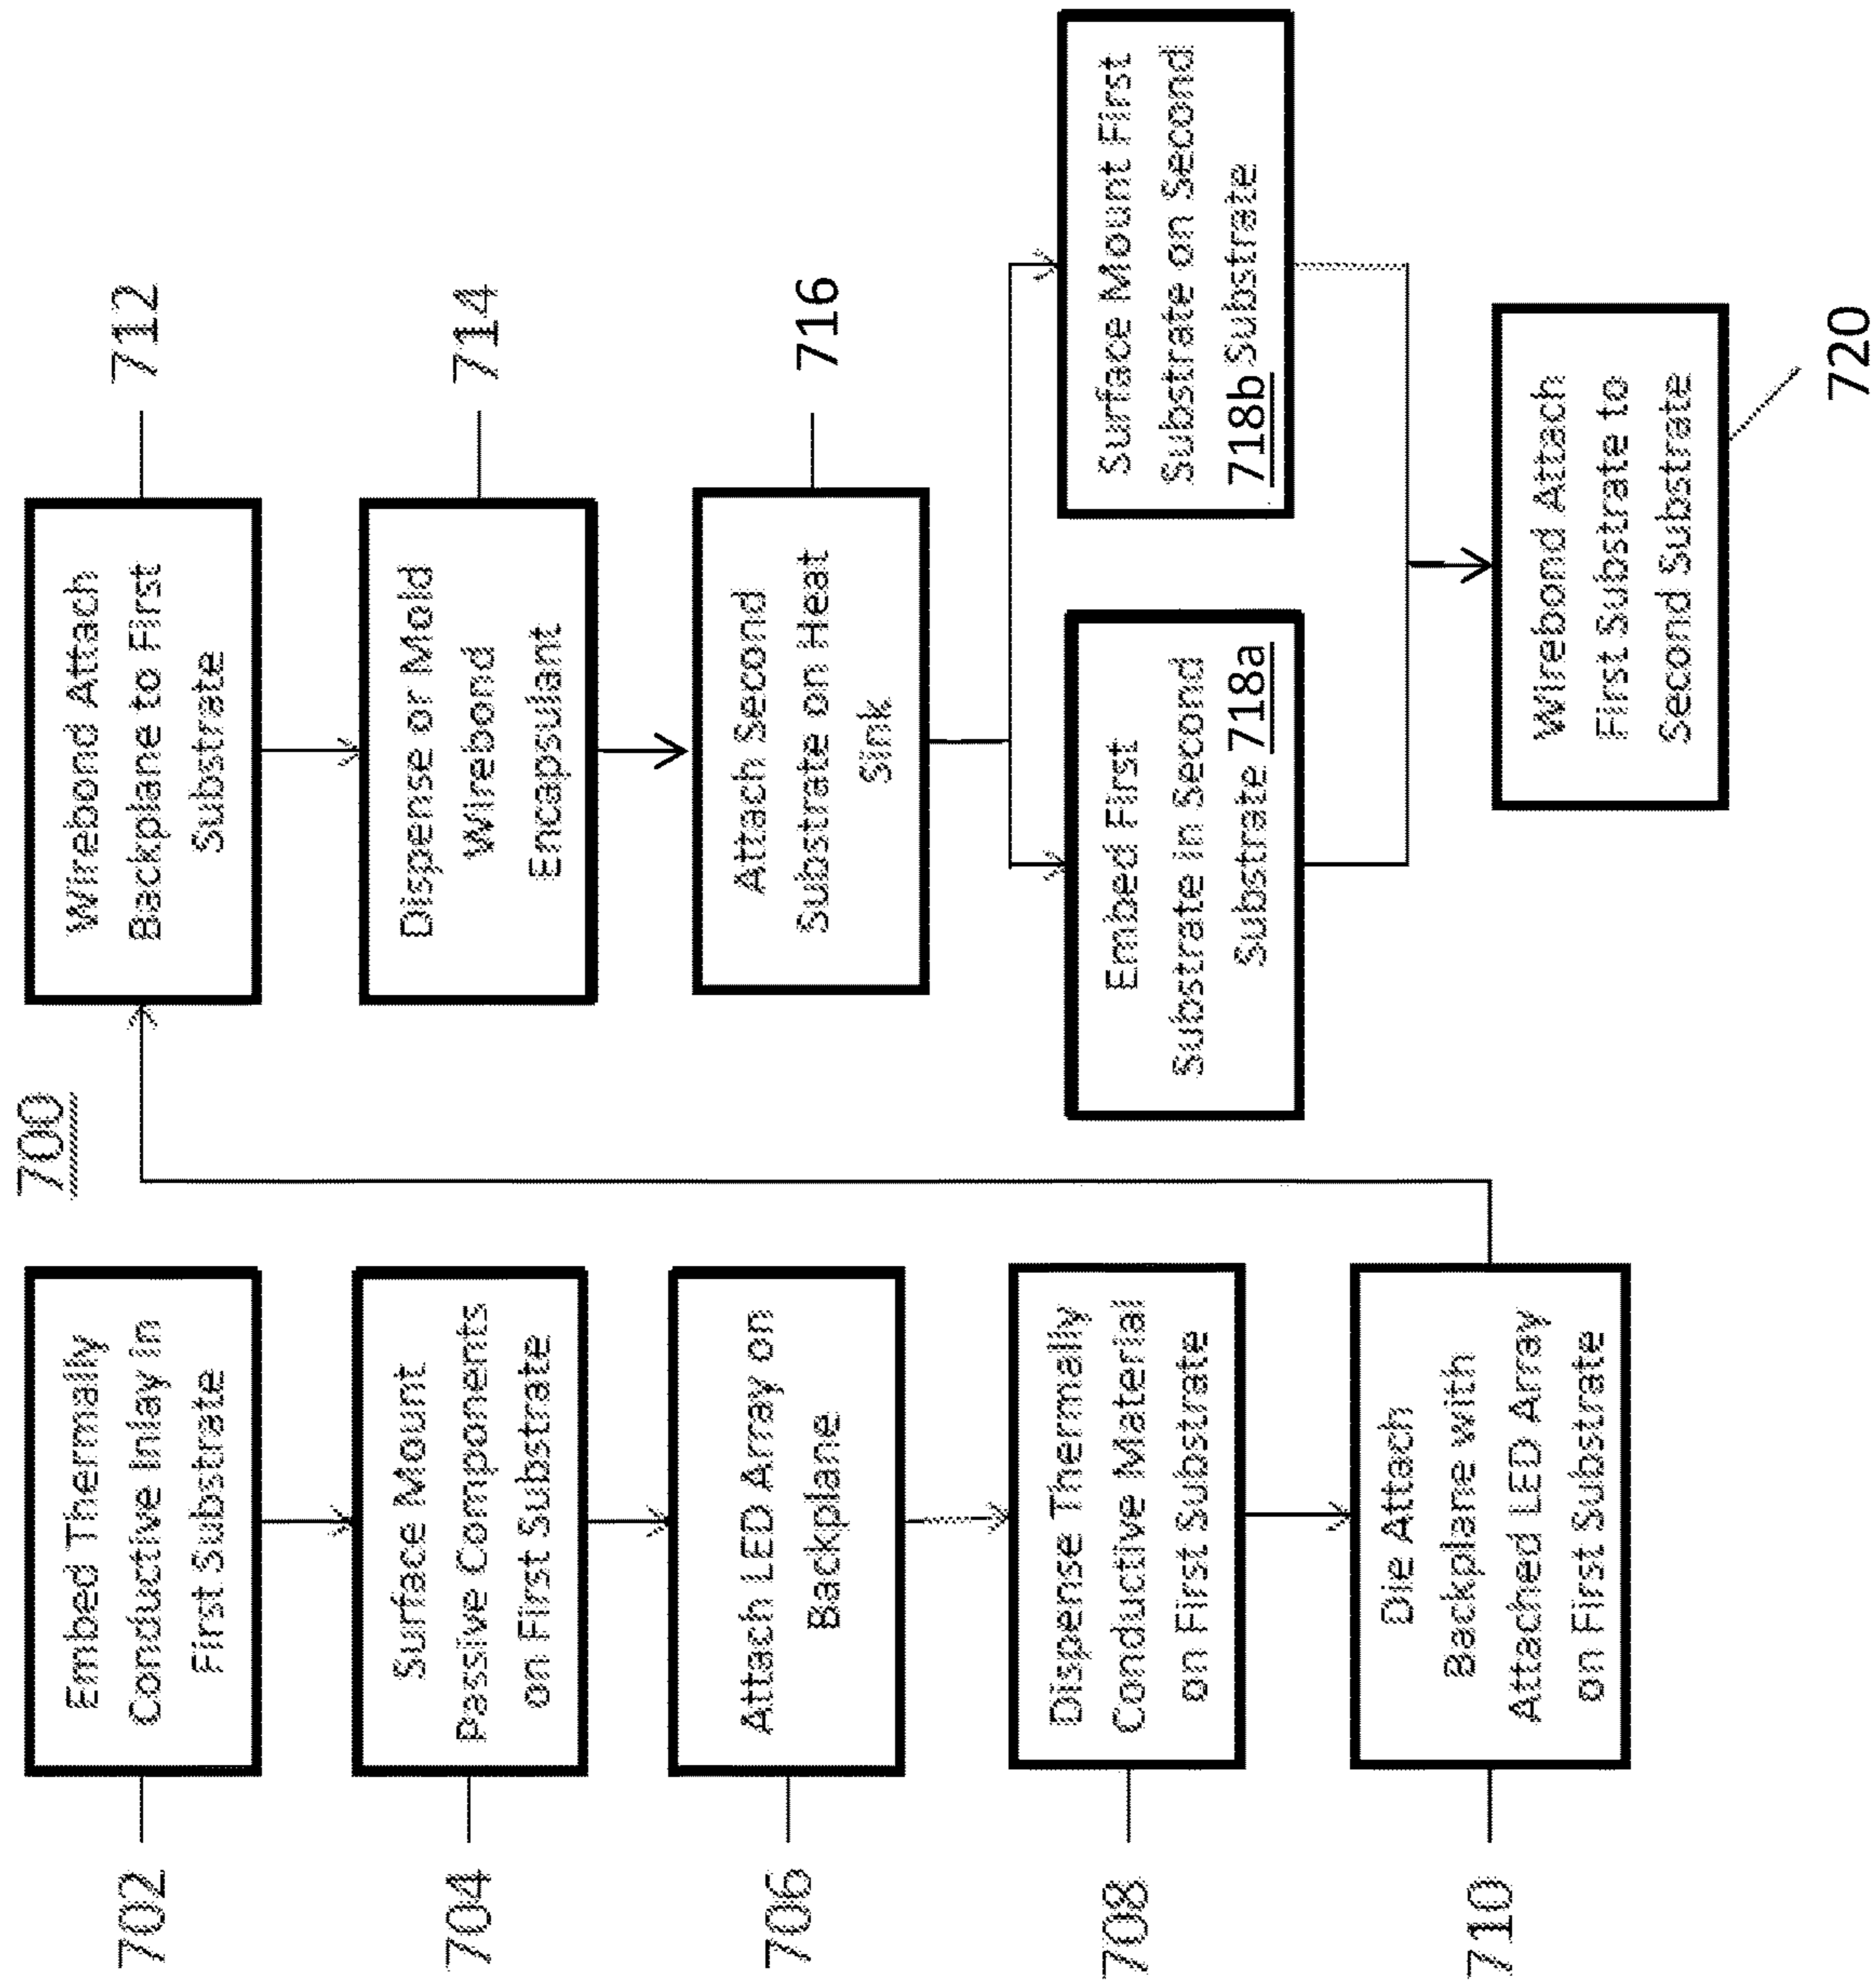 700
702
Embed Thermally
Conductive Inlay in
First Substrate
704
Surface Mount
Passive Components
on First Substrate
706
Attach LED Array on
Backplane
708
Dispense Thermally
Conductive Material
on First Substrate
710
Die Attach
Backplane with
Attached LED Array
on First Substrate
Wirebond Attach
Backplane to First
Substrate
712
Dispense or Mold
Wirebond
Encapsulant
714
Attach Second
Substrate on Heat
Sink
716
Embed First
Substrate in Second
Substrate 718a
Surface Mount First
Substrate on Second
718b Substrate
Wirebond Attach
First Substrate to
Second Substrate
720